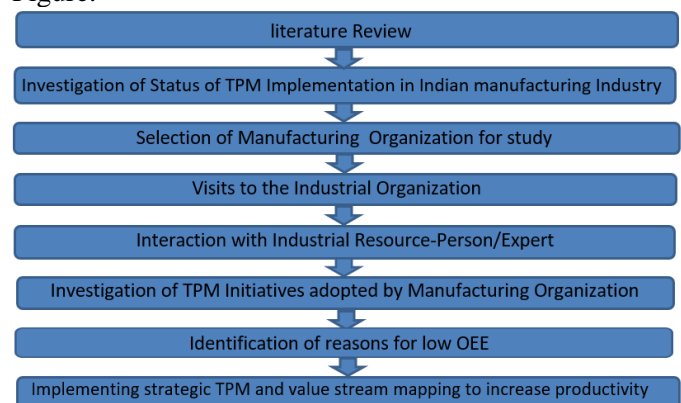 Figure.
literature Review
Investigation of Status of TPM Implementation in Indian manufacturing Industry
Selection of Manufacturing Organization for study
Visits to the Industrial Organization
Interaction with Industrial Resource-Person/Expert
Investigation of TPM Initiatives adopted by Manufacturing Organization
Identification of reasons for low OEE
Implementing strategic TPM and value stream mapping to increase productivity